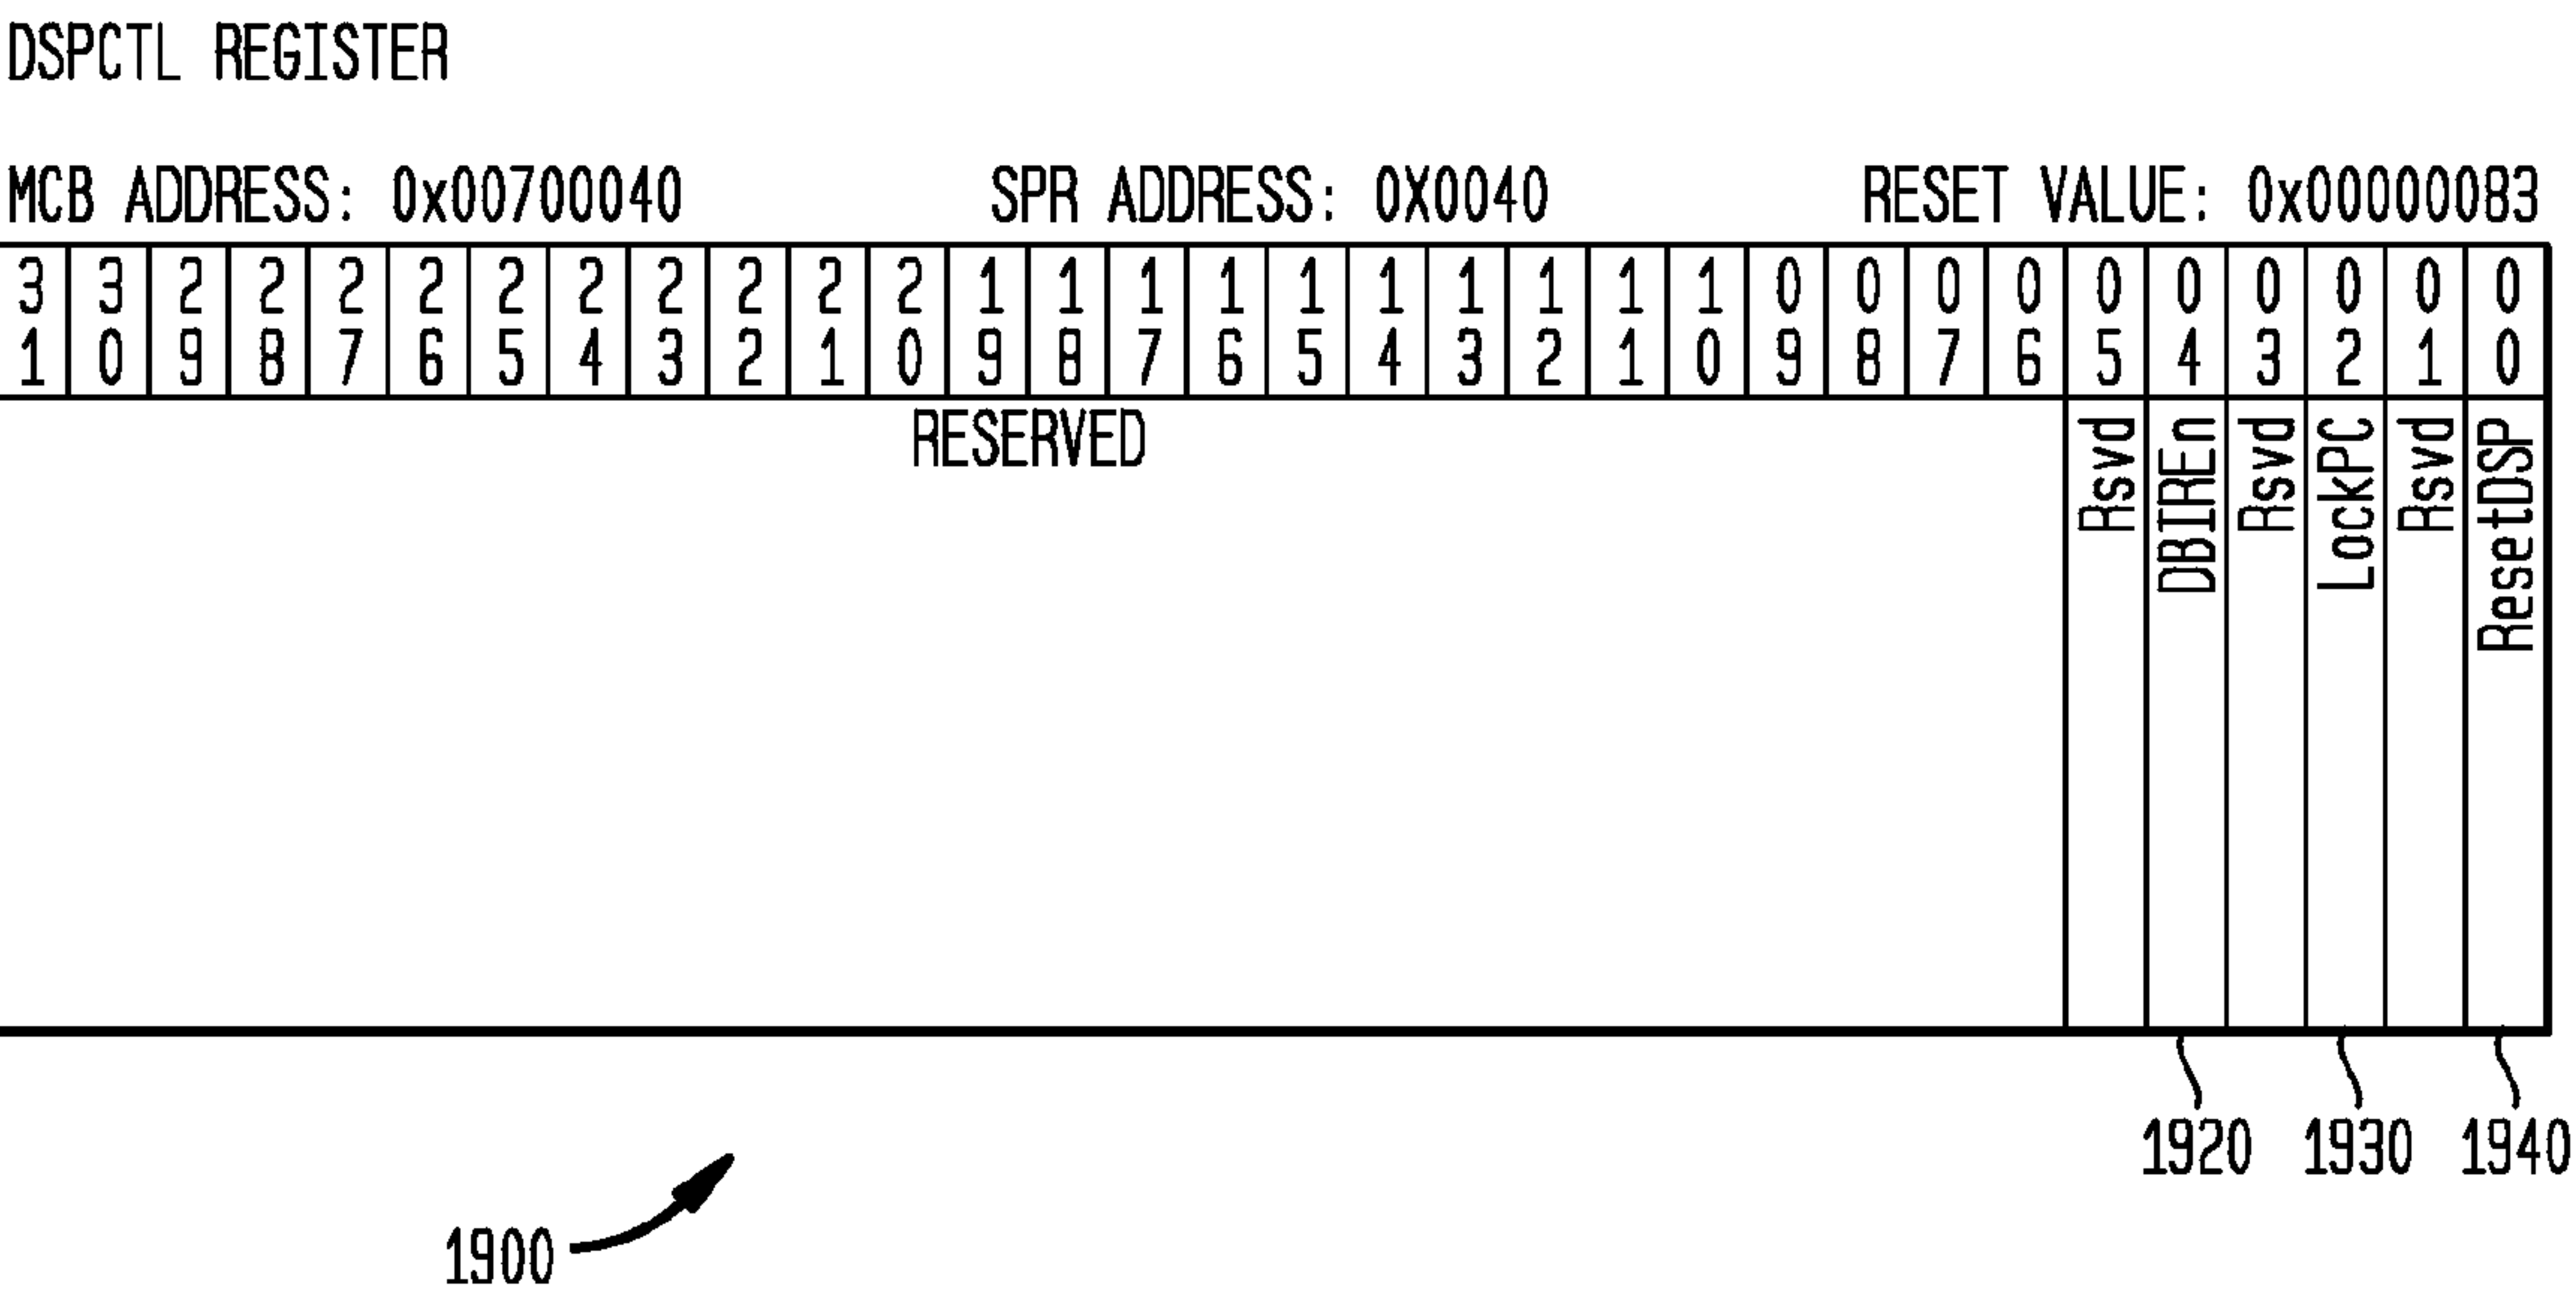 DSPCTL REGISTER
MCB ADDRESS: 0x00700040 SPR ADDRESS: 0X0040 RESET VALUE: 0x00000083
3 3 2 2 2 2 2 2 2 2 2 2 1 1 1 1 1 1 1 1 1 1 0 0 0 0 0 0 0 0 0 0
1 0 9 8 7 6 5 4 3 2 1 0 9 8 7 6 5 4 3 2 1 0 9 8 7 6 5 4 3 2 1 0
RESERVED
Rsvd
DBIREn
Rsvd
LockPC
Rsvd
ResetDSP
1920 1930 1940
1900